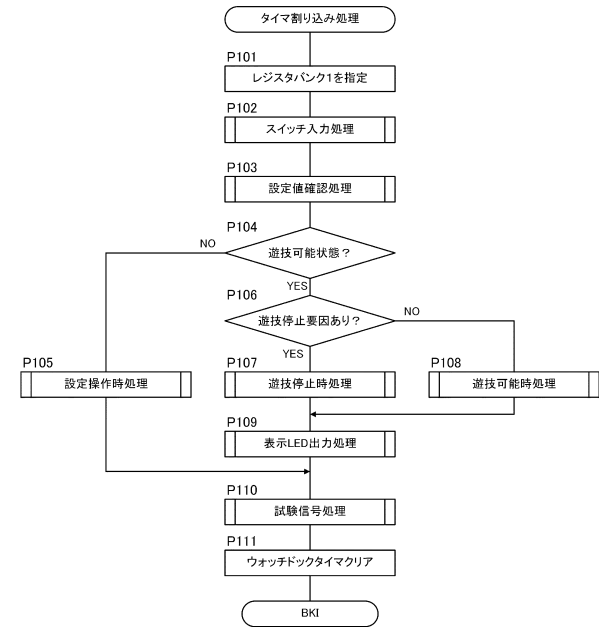 タイマ割り込み処理
P101
レジスタバンク1を指定
P102
スイッチ入力処理
P103
設定値確認処理
P104
遊技可能状態？
NO
YES
P106
遊技停止要因あり？
NO
YES
P105
設定操作時処理
P107
遊技停止時処理
P108
遊技可能時処理
P109
表示LED出力処理
P110
試験信号処理
P111
ウォッチドックタイマクリア
BKI